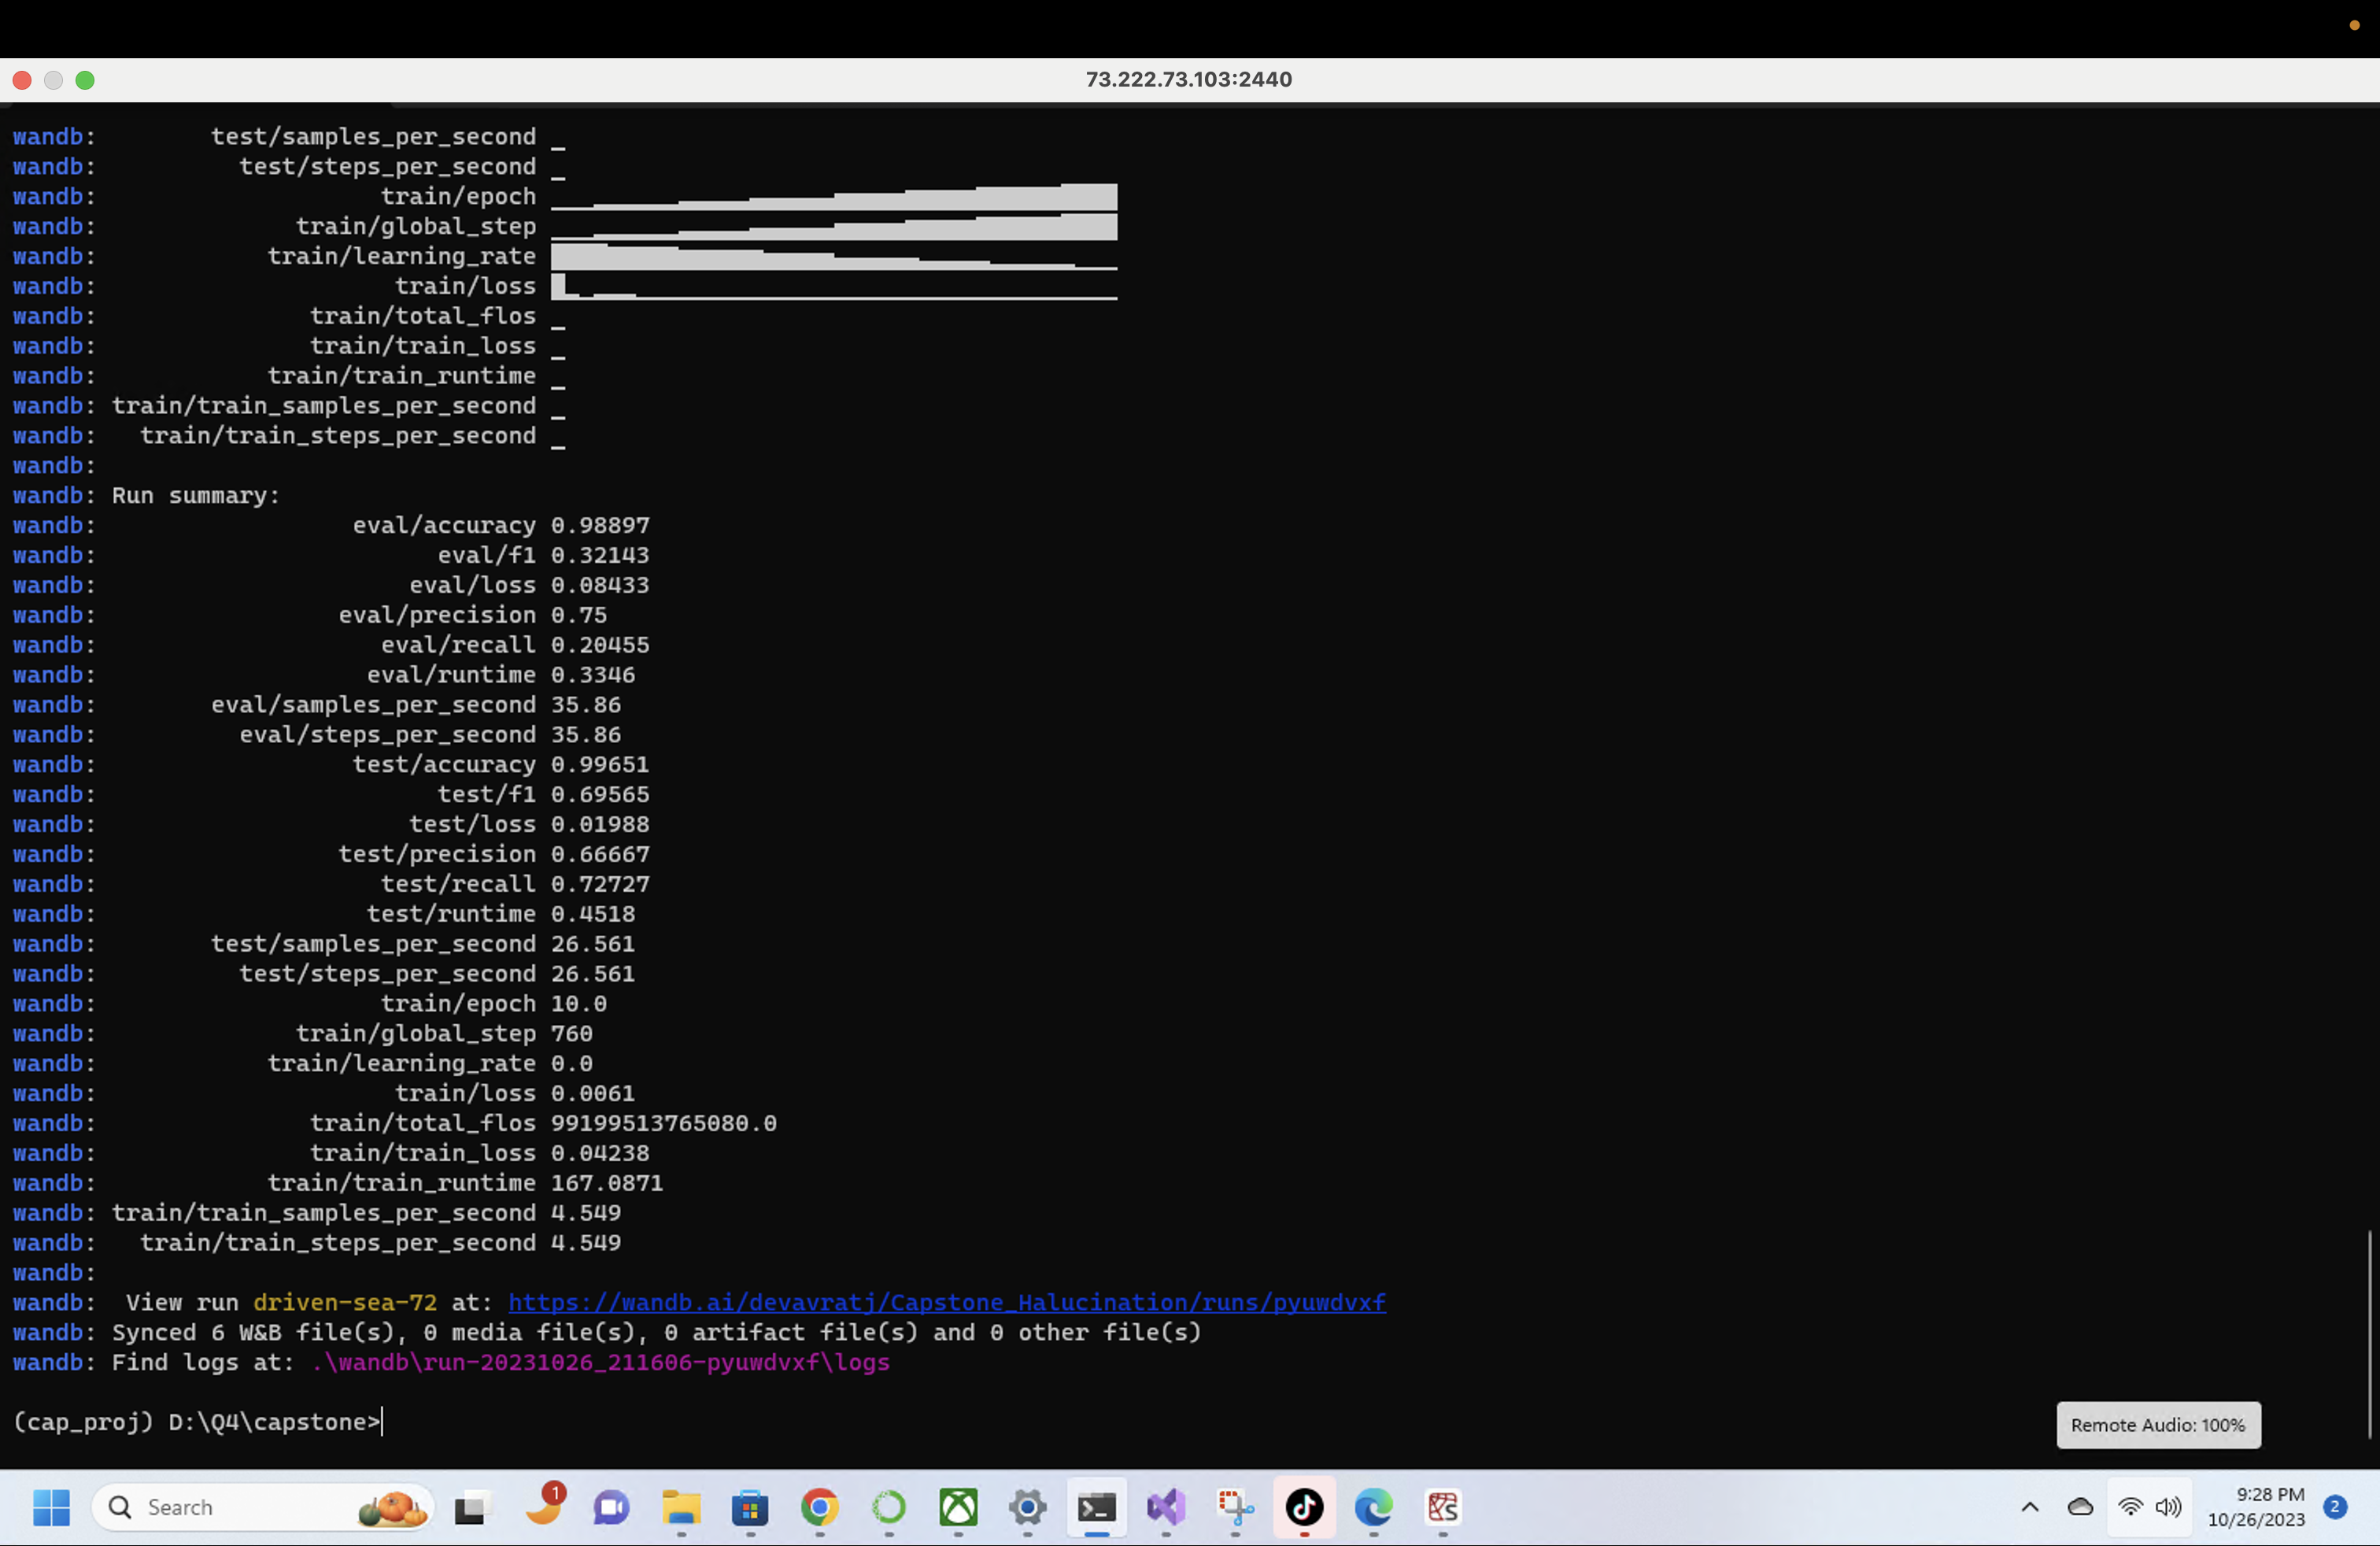 73.222.73.103:2440
wandb: test/samples_per_second _
wandb: test/steps_per_second _
wandb: train/epoch
wandb: train/global_step
wandb: train/learning_rate
wandb: train/loss
wandb: train/total_flos _
wandb: train/train_loss _
wandb: train/train_runtime _
wandb: train/train_samples_per_second _
wandb: train/train_steps_per_second _
wandb:
wandb: Run summary:
wandb: eval/accuracy 0.98897
wandb: eval/f1 0.32143
wandb: eval/loss 0.08433
wandb: eval/precision 0.75
wandb: eval/recall 0.20455
wandb: eval/runtime 0.3346
wandb: eval/samples_per_second 35.86
wandb: eval/steps_per_second 35.86
wandb: test/accuracy 0.99651
wandb: test/f1 0.69565
wandb: test/loss 0.01988
wandb: test/precision 0.66667
wandb: test/recall 0.72727
wandb: test/runtime 0.4518
wandb: test/samples_per_second 26.561
wandb: test/steps_per_second 26.561
wandb: train/epoch 10.0
wandb: train/global_step 760
wandb: train/learning_rate 0.0
wandb: train/loss 0.0061
wandb: train/total_flos 99199513765080.0
wandb: train/train_loss 0.04238
wandb: train/train_runtime 167.0871
wandb: train/train_samples_per_second 4.549
wandb: train/train_steps_per_second 4.549
wandb:
wandb: View run driven-sea-72 at: https://wandb.ai/devavratj/Capstone_Halucination/runs/pyuwdvxf
wandb: Synced 6 W&B file(s), 0 media file(s), 0 artifact file(s) and 0 other file(s)
wandb: Find logs at: .\wandb\run-20231026_211606-pyuwdvxf\logs
(cap_proj) D:\Q4\capstone>
Remote Audio: 100%
Search
1
9:28 PM
10/26/2023
2